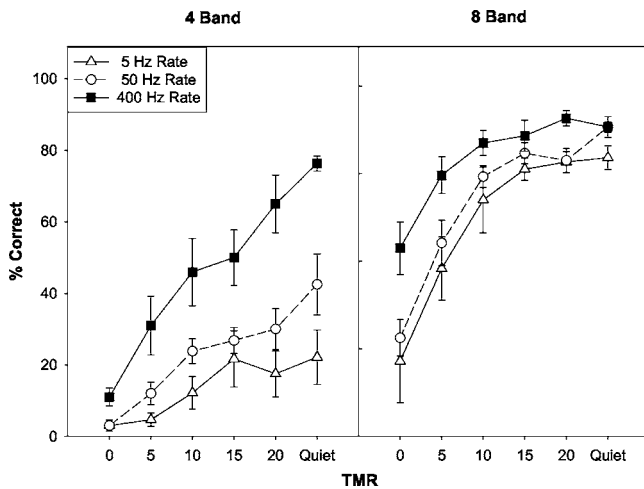 4 Band
8 Band
5 Hz Rate
50 Hz Rate
400 Hz Rate
% Correct
100
80
60
40
20
0
0 5 10 15 20 Quiet
0 5 10 15 20 Quiet
TMR